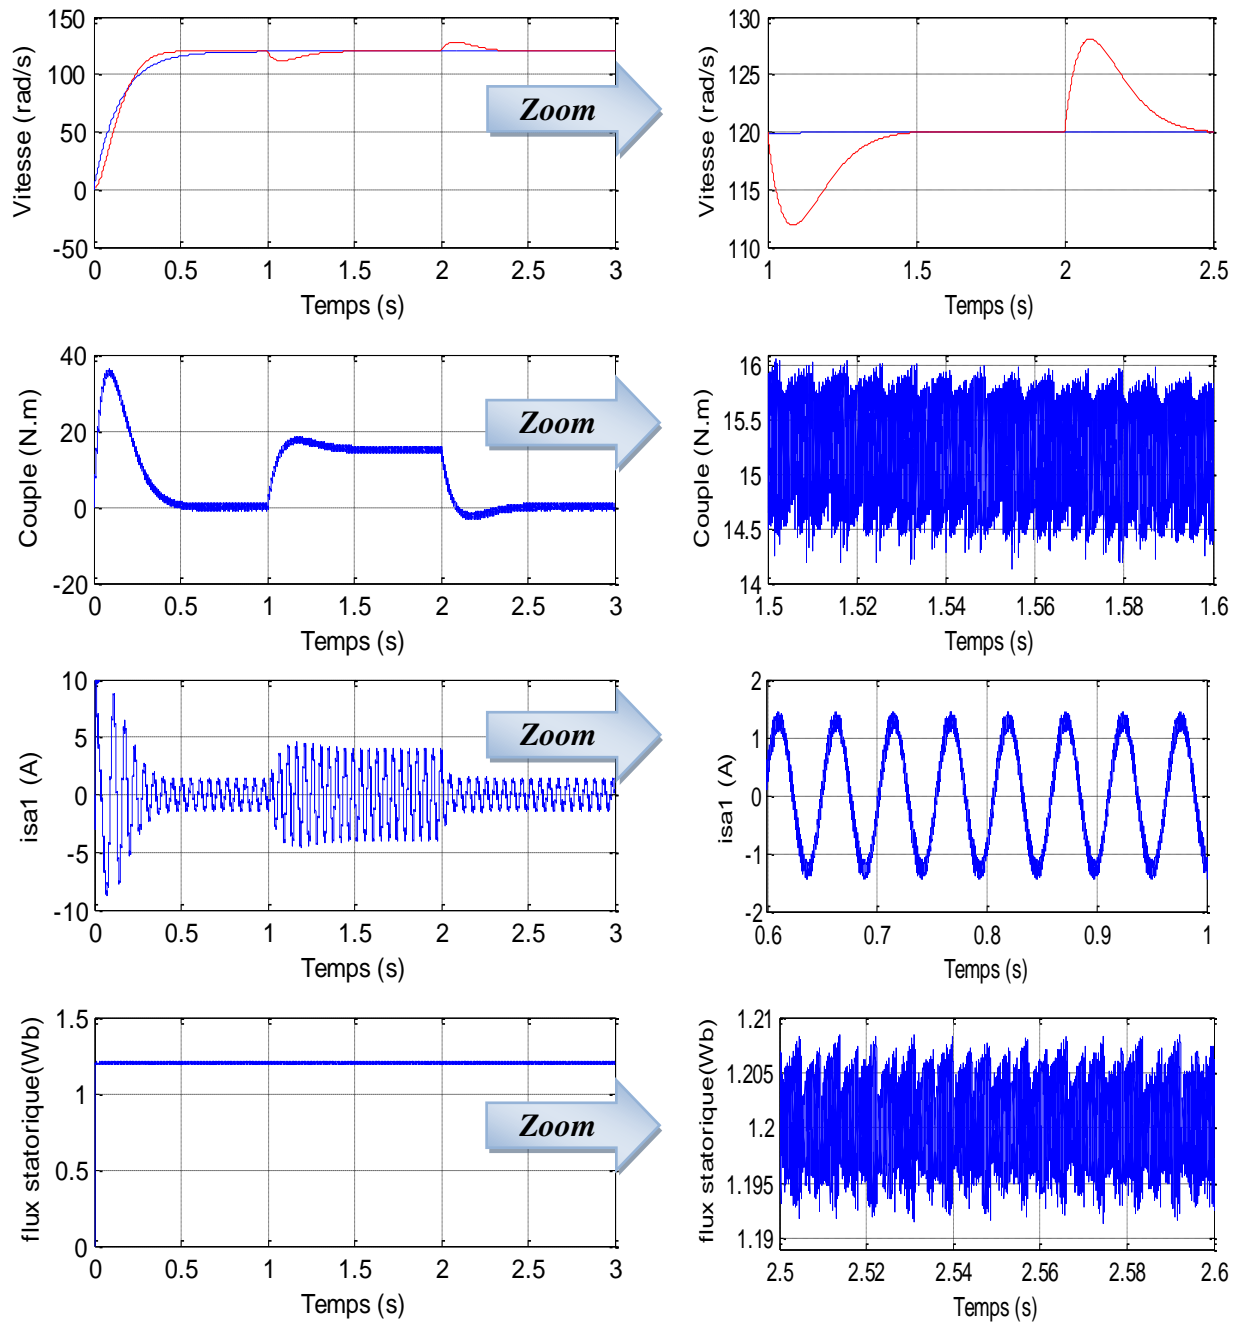 150
100
50
0
-50
Vitesse (rad/s)
0 0.5 1 1.5 2 2.5 3
Temps (s)
Zoom
130
125
120
115
110
Vitesse (rad/s)
1 1.5 2 2.5
Temps (s)
40
20
0
-20
Couple (N.m)
0 0.5 1 1.5 2 2.5 3
Temps (s)
Zoom
16
15.5
15
14.5
14
Couple (N.m)
1.5 1.52 1.54 1.56 1.58 1.6
Temps (s)
10
5
0
-5
-10
isa1 (A)
0 0.5 1 1.5 2 2.5 3
Temps (s)
Zoom
2
1
0
-1
-2
isa1 (A)
0.6 0.7 0.8 0.9 1
Temps (s)
1.5
1
0.5
0
flux statorique(Wb)
0 0.5 1 1.5 2 2.5 3
Temps (s)
Zoom
1.21
1.205
1.2
1.195
1.19
flux statorique(Wb)
2.5 2.52 2.54 2.56 2.58 2.6
Temps (s)